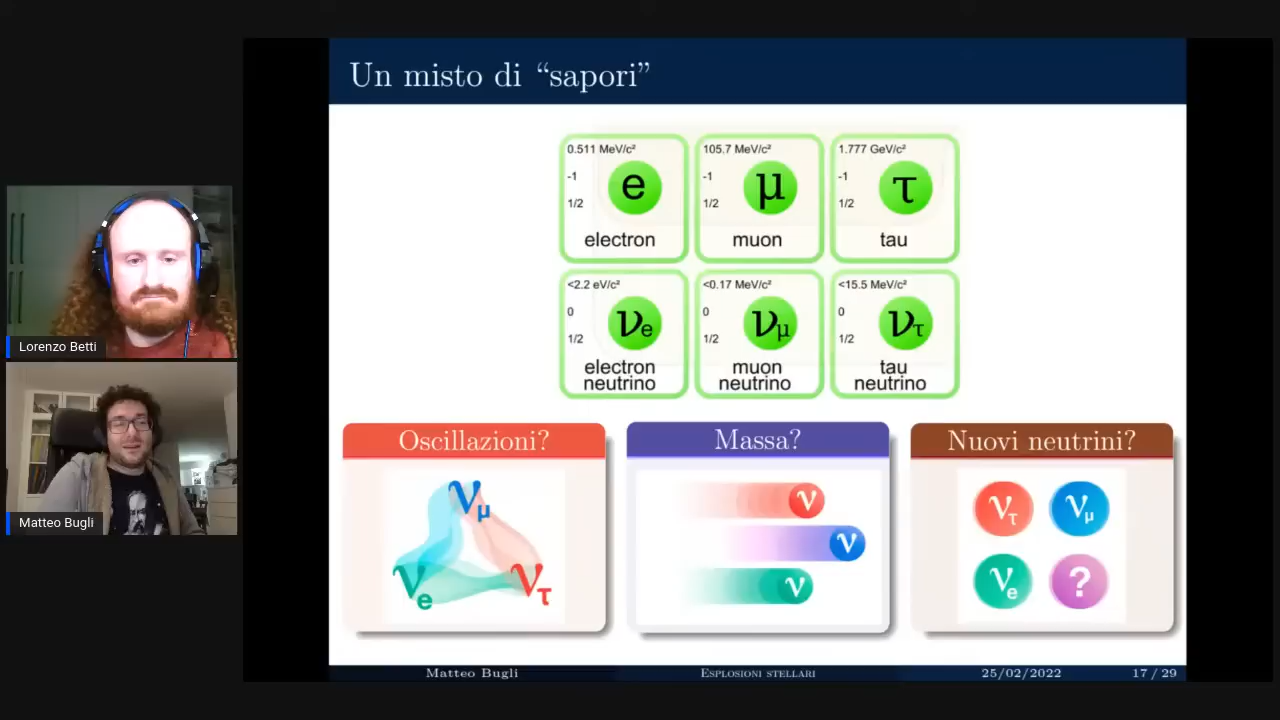 Un misto di “sapori”
0.511 MeV/c²
-1
1/2
e
electron
105.7 MeV/c²
-1
1/2
μ
muon
1.777 GeV/c²
-1
1/2
τ
tau
<2.2 eV/c²
0
1/2
νe
electron
neutrino
<0.17 MeV/c²
0
1/2
νμ
muon
neutrino
<15.5 MeV/c²
0
1/2
ντ
tau
neutrino
Lorenzo Betti
Matteo Bugli
Oscillazioni?
νμ
νe
ντ
Massa?
ν
ν
ν
Nuovi neutrini?
ντ
νμ
νe
?
Matteo Bugli
Esplosioni stellari
25/02/2022
17 / 29